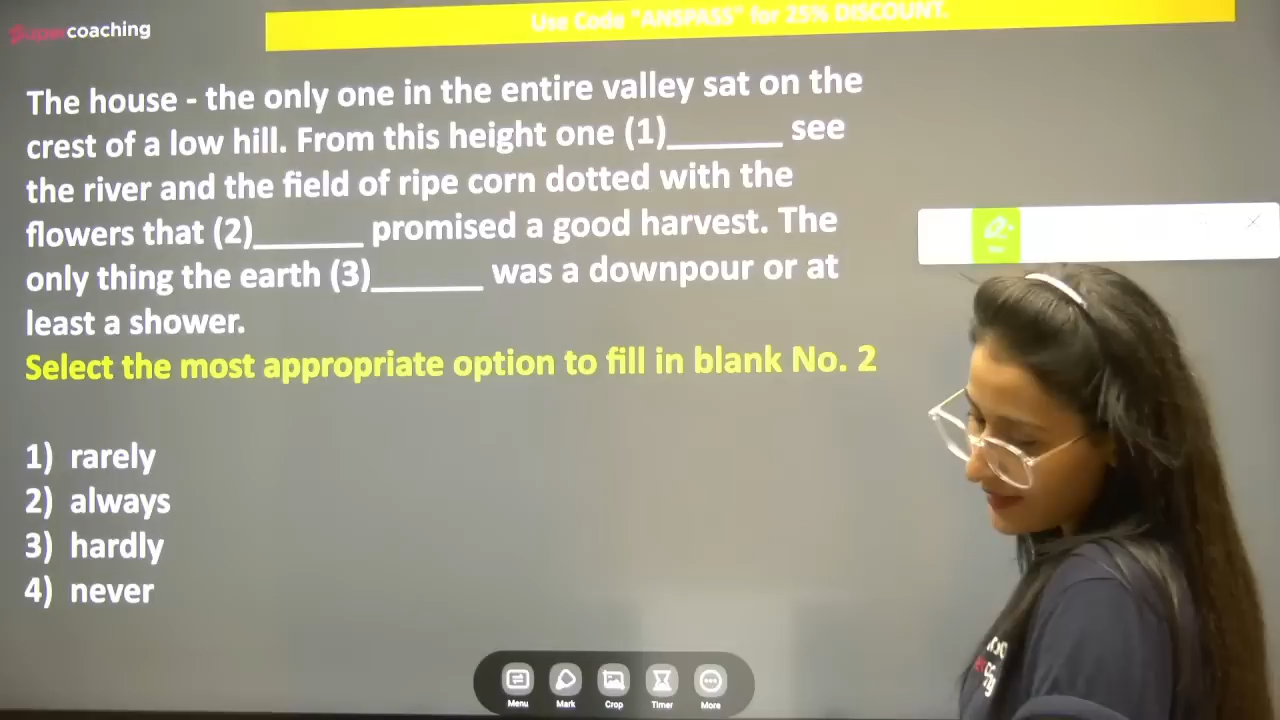 Supercoaching
Use Code "ANSPASS" for 25% DISCOUNT.
The house - the only one in the entire valley sat on the
crest of a low hill. From this height one (1)_______ see
the river and the field of ripe corn dotted with the
flowers that (2)_______ promised a good harvest. The
only thing the earth (3)_______ was a downpour or at
least a shower.
Select the most appropriate option to fill in blank No. 2
1) rarely
2) always
3) hardly
4) never
Menu Mark Crop Timer More